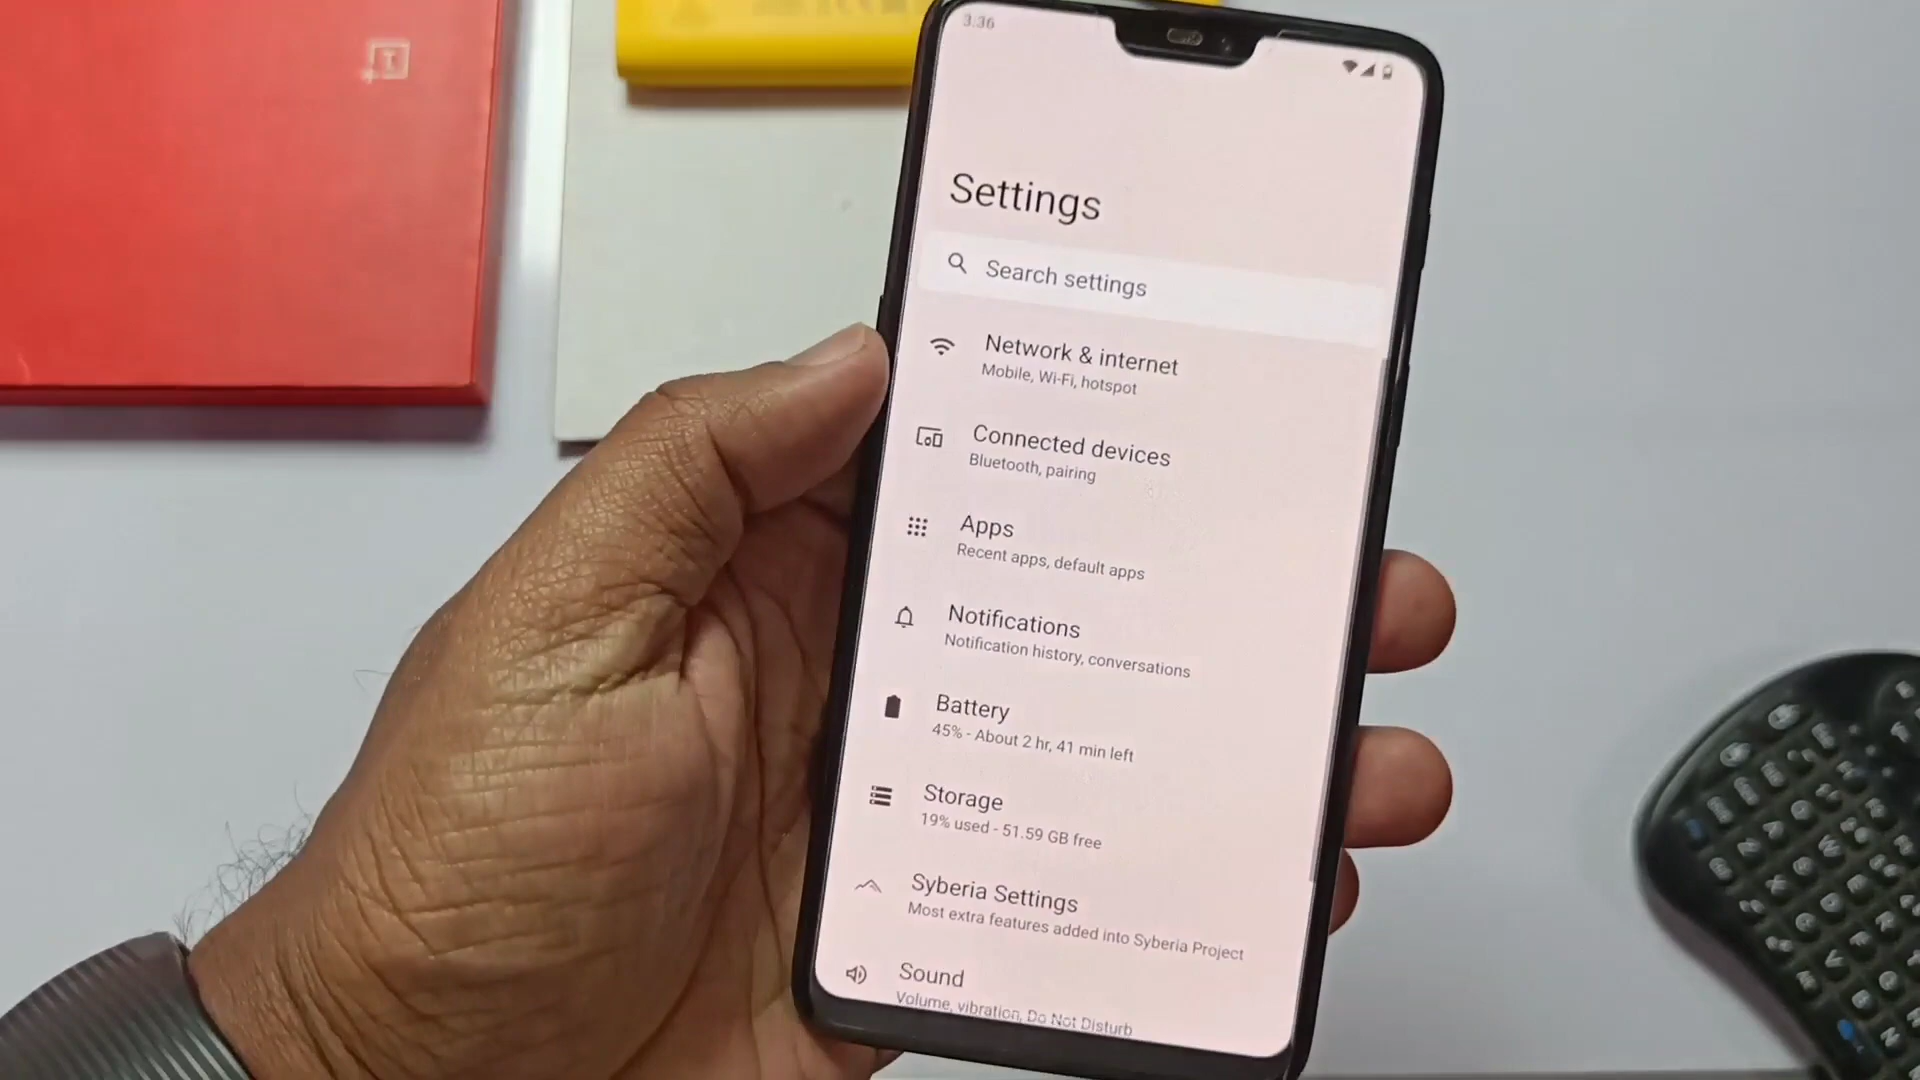 3:36
Settings
Search settings
Network & internet
Mobile, Wi-Fi, hotspot
Connected devices
Bluetooth, pairing
Apps
Recent apps, default apps
Notifications
Notification history, conversations
Battery
45% - About 2 hr, 41 min left
Storage
19% used - 51.59 GB free
Syberia Settings
Most extra features added into Syberia Project
Sound
Volume, vibration, Do Not Disturb